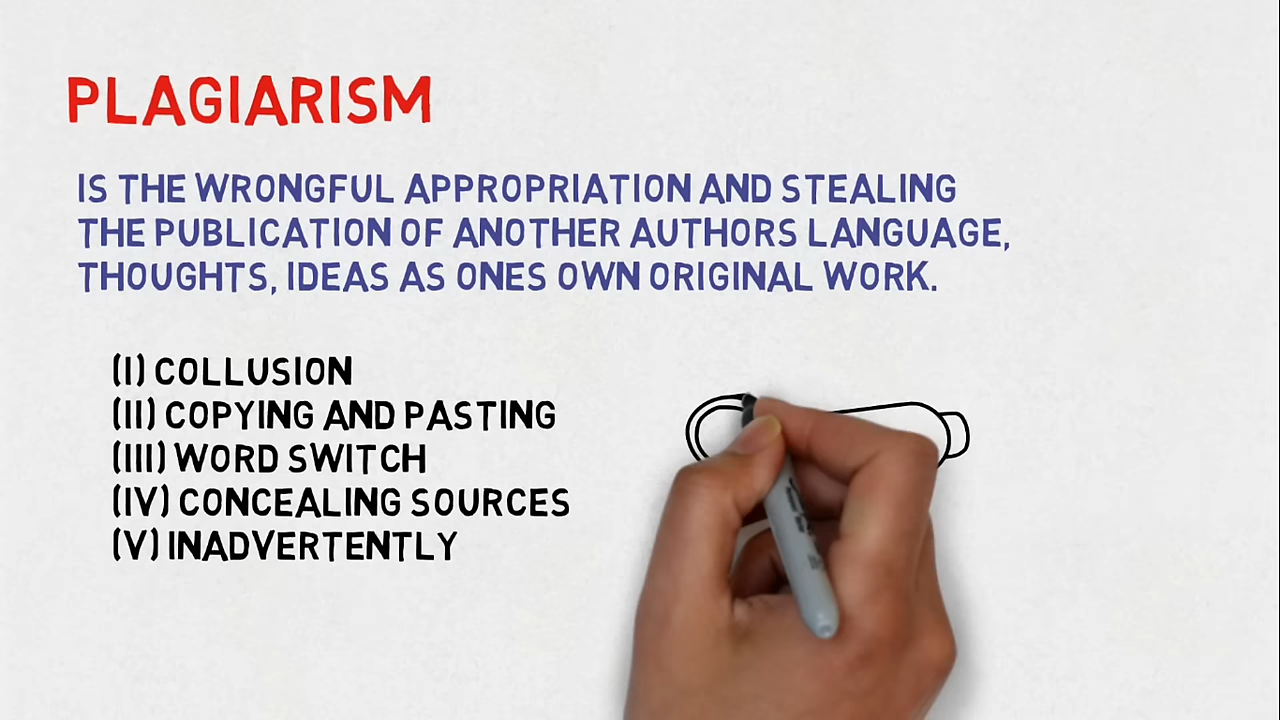 PLAGIARISM
IS THE WRONGFUL APPROPRIATION AND STEALING
THE PUBLICATION OF ANOTHER AUTHORS LANGUAGE,
THOUGHTS, IDEAS AS ONES OWN ORIGINAL WORK.
(I) COLLUSION
(II) COPYING AND PASTING
(III) WORD SWITCH
(IV) CONCEALING SOURCES
(V) INADVERTENTLY